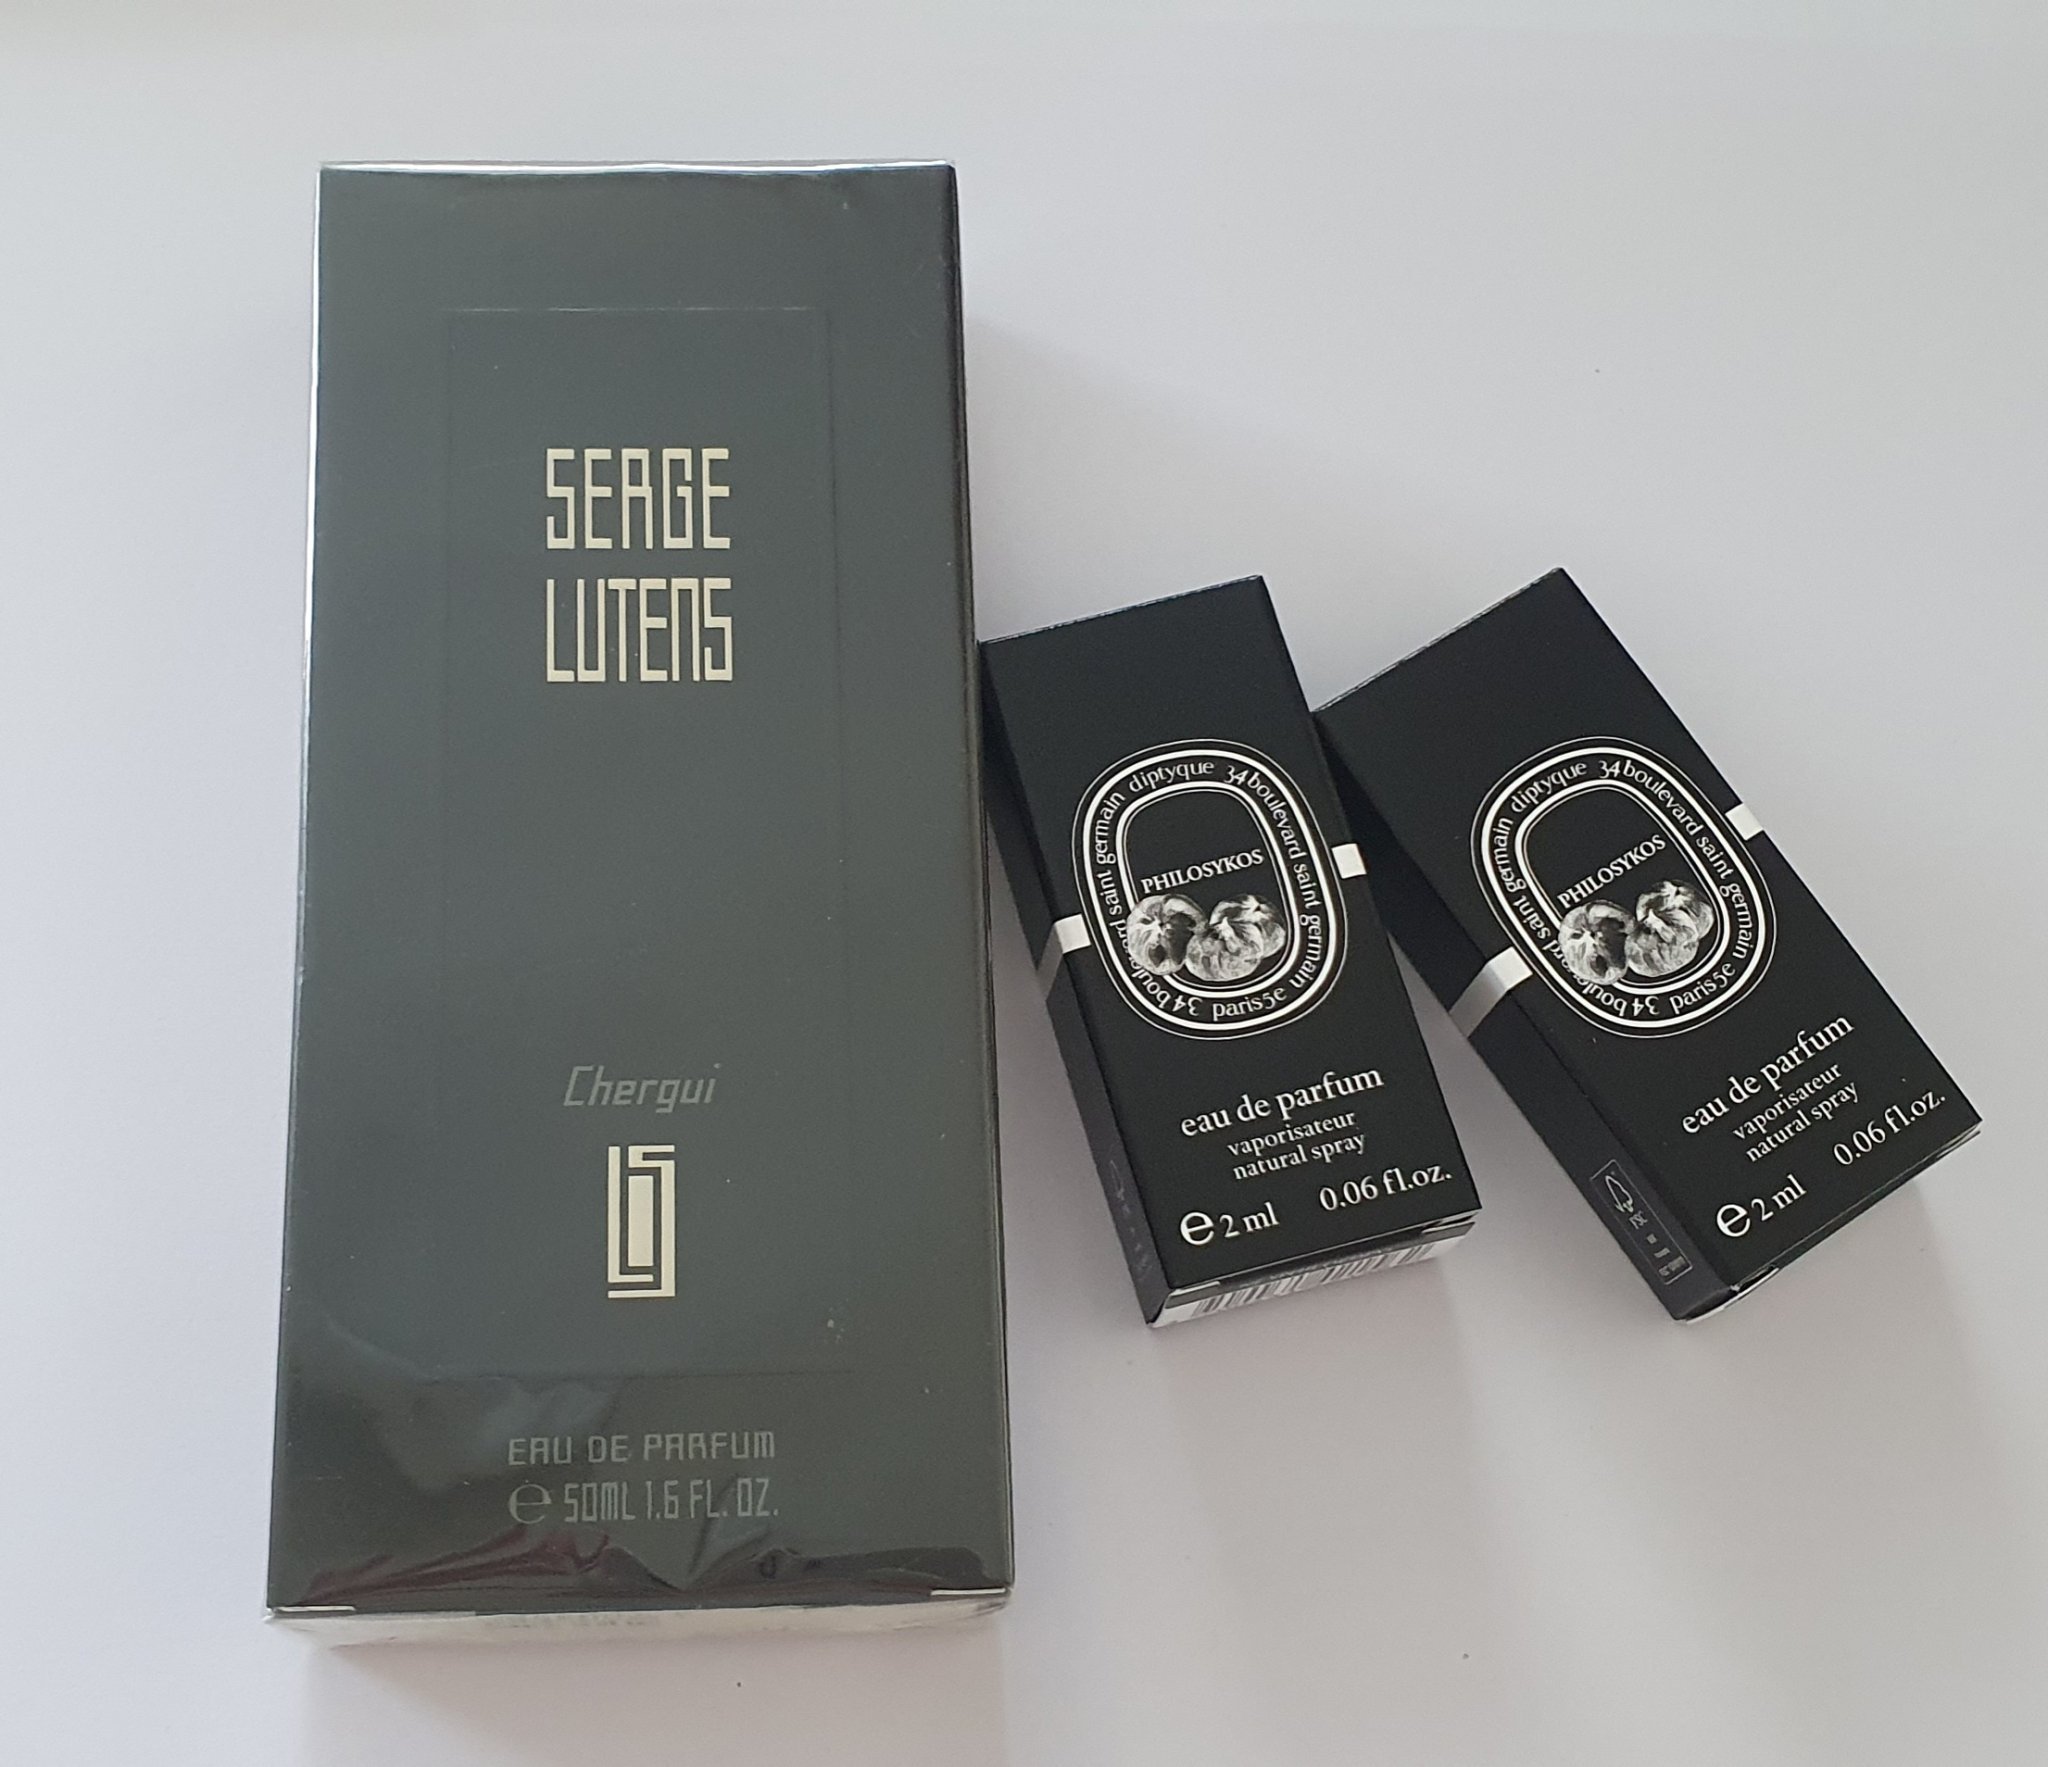 SERGE
LUTENS
Chergui
EAU DE PARFUM
e 50ML 1.6 FL. OZ.
diptyque 34 boulevard saint germain paris5e 34 boulevard saint germain
PHILOSYKOS
eau de parfum
vaporisateur
natural spray
e 2 ml 0.06 fl.oz.
diptyque 34 boulevard saint germain paris5e 34 boulevard saint germain
PHILOSYKOS
eau de parfum
vaporisateur
natural spray
e 2 ml 0.06 fl.oz.
FSC